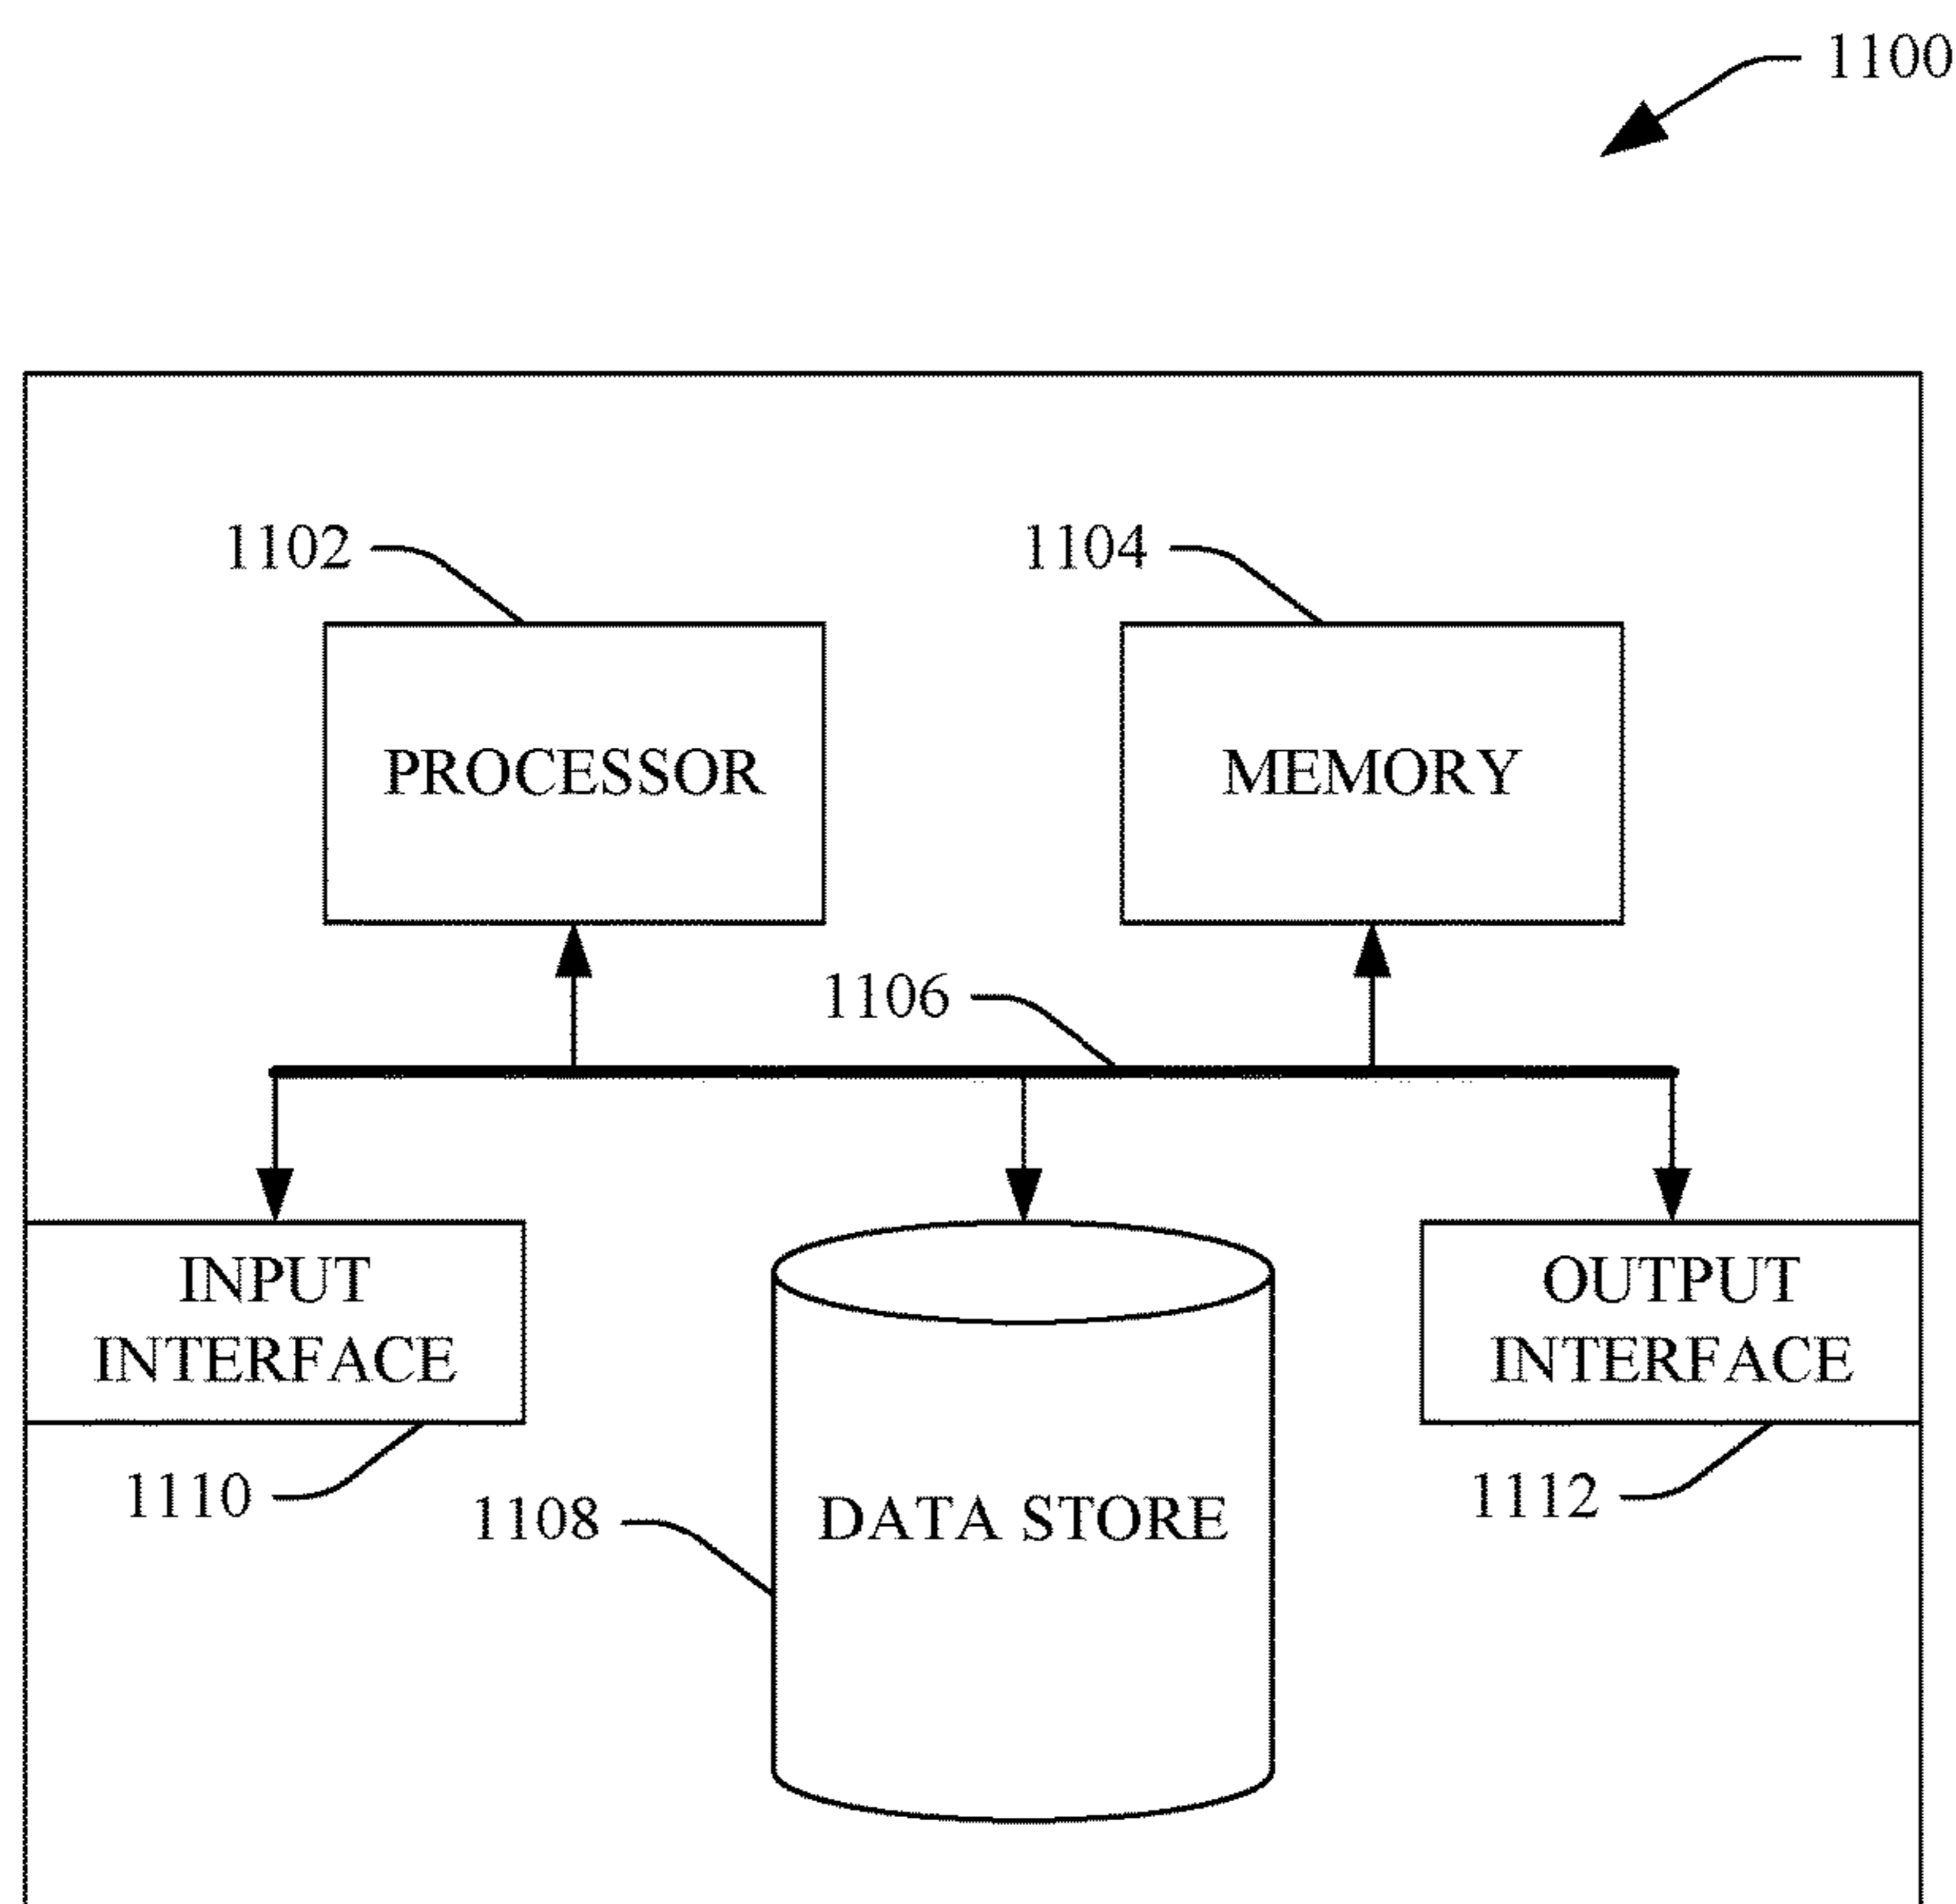 1100
1102
1104
PROCESSOR
MEMORY
1106
INPUT
INTERFACE
OUTPUT
INTERFACE
1110
1108
DATA STORE
1112